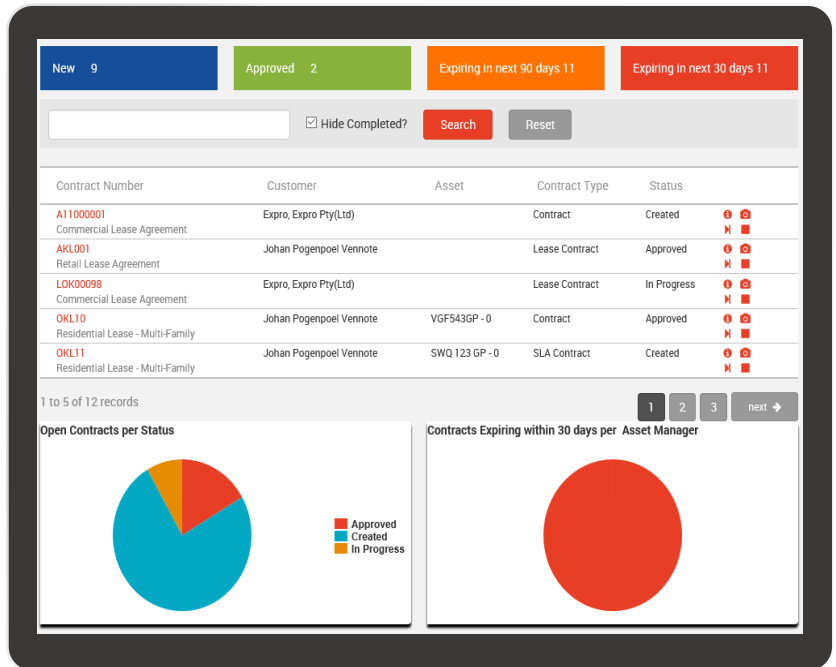 New 9
Approved 2
Expiring in next 90 days 11
Expiring in next 30 days 11
Hide Completed?
Search
Reset
Contract Number Customer Asset Contract Type Status
A11000001 Expro, Expro Pty(Ltd) Contract Created
Commercial Lease Agreement
AKL001 Johan Pogenpoel Vennote Lease Contract Approved
Retail Lease Agreement
LOK00098 Expro, Expro Pty(Ltd) Lease Contract In Progress
Commercial Lease Agreement
OKL10 Johan Pogenpoel Vennote VGF543GP - 0 Contract Approved
Residential Lease - Multi-Family
OKL11 Johan Pogenpoel Vennote SWQ 123 GP - 0 SLA Contract Created
Residential Lease - Multi-Family
1 to 5 of 12 records
1 2 3 next
Open Contracts per Status
Approved
Created
In Progress
Contracts Expiring within 30 days per Asset Manager